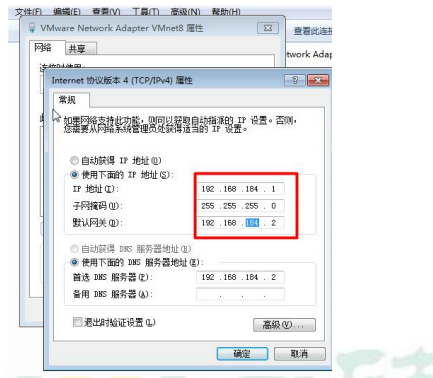 文件(F) 编辑(E) 查看(V) 工具(T) 高级(N) 帮助(H)
VMware Network Adapter VMnet8 属性
查看此连接
网络 共享
twork Adap
Internet 协议版本 4 (TCP/IPv4) 属性
常规
如果网络支持此功能，则可以获取自动指派的 IP 设置。否则，
您需要从网络系统管理员处获得适当的 IP 设置。
自动获得 IP 地址(O)
使用下面的 IP 地址(S):
IP 地址(I): 192 .168 .184 . 1
子网掩码(U): 255 .255 .255 . 0
默认网关(D): 192 .168 .184 . 2
自动获得 DNS 服务器地址(B)
使用下面的 DNS 服务器地址(E):
首选 DNS 服务器(P): 192 .168 .184 . 2
备用 DNS 服务器(A): . . .
退出时验证设置(L)
高级(V)...
确定 取消